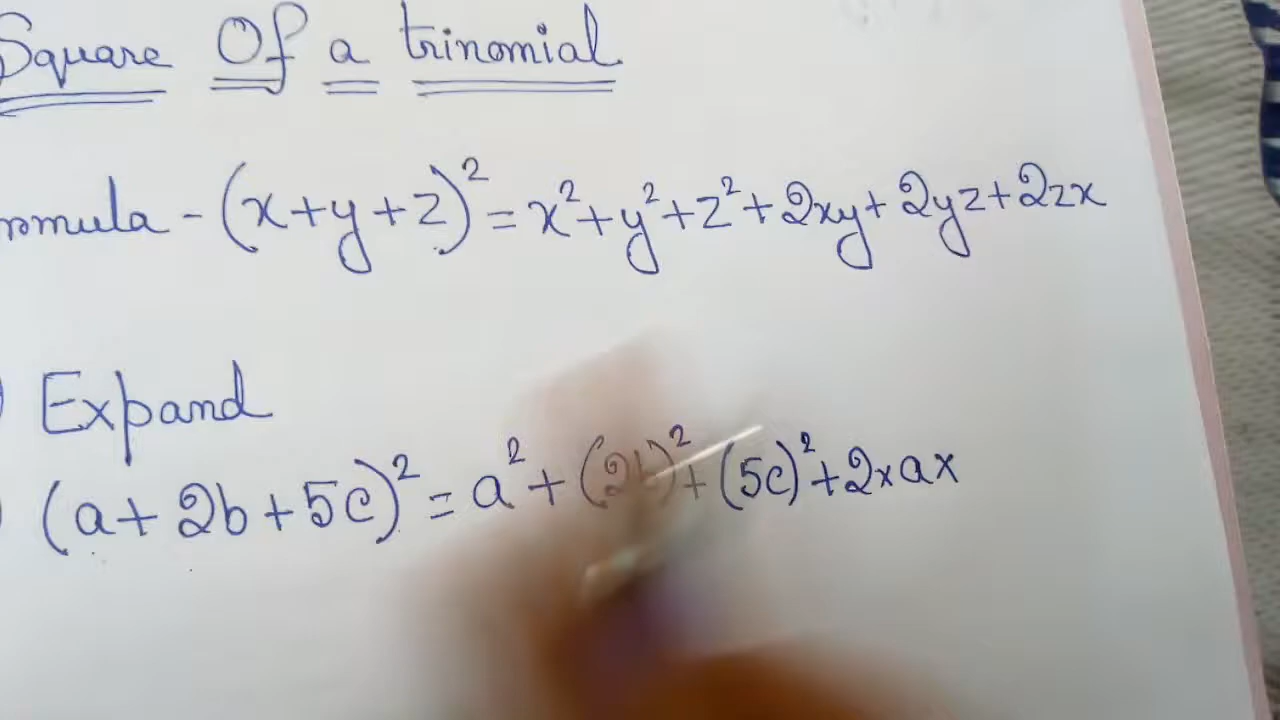 Square Of a trinomial
ormula - (x+y+z)² = x²+y²+z²+2xy+2yz+2zx
) Expand
) (a+2b+5c)² = a²+(2b)²+(5c)²+2×a×